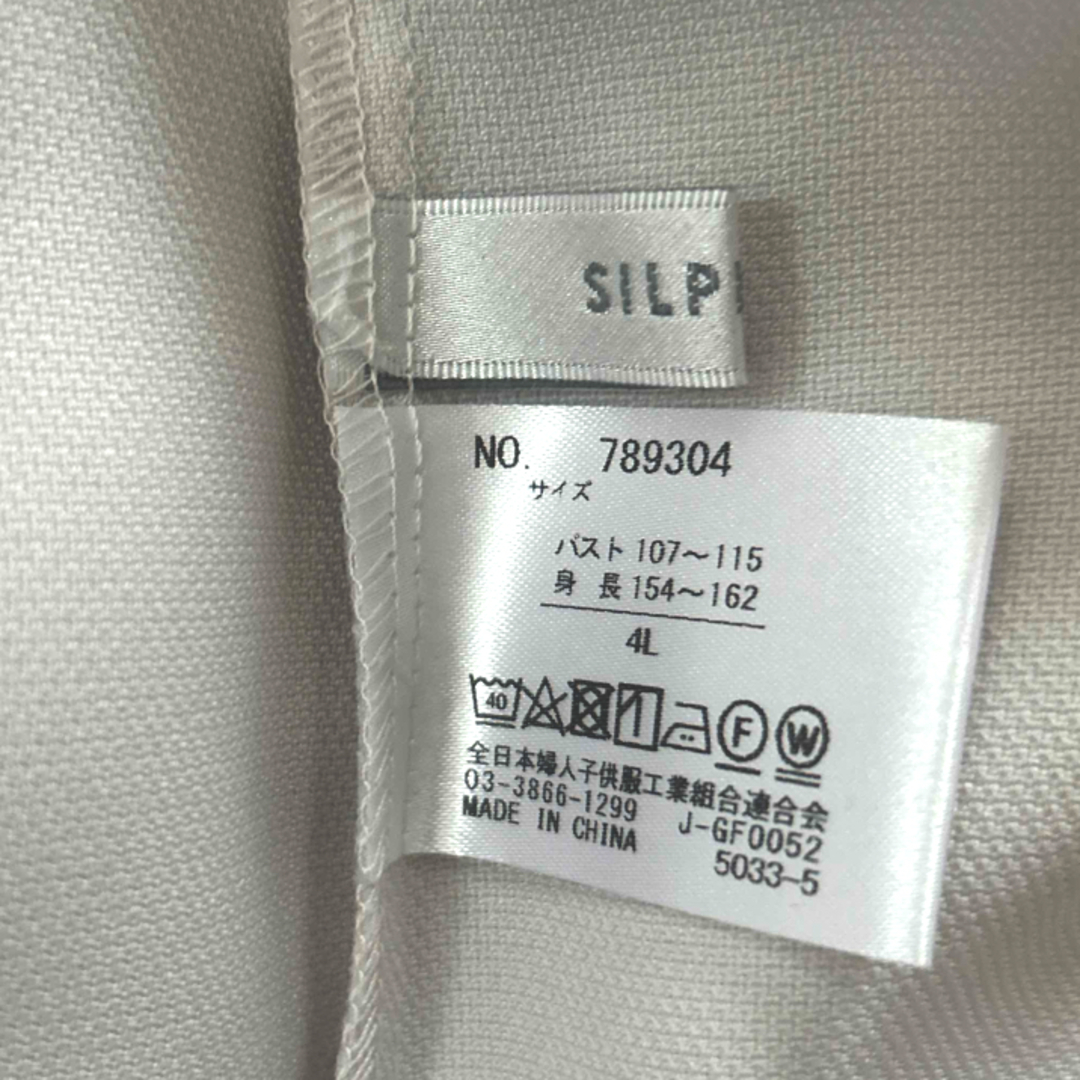 SILP
NO. 789304
サイズ
バスト 107〜115
身 長 154〜162
4L
40 F W
全日本婦人子供服工業組合連合会
03-3866-1299 J-GF0052
MADE IN CHINA 5033-5